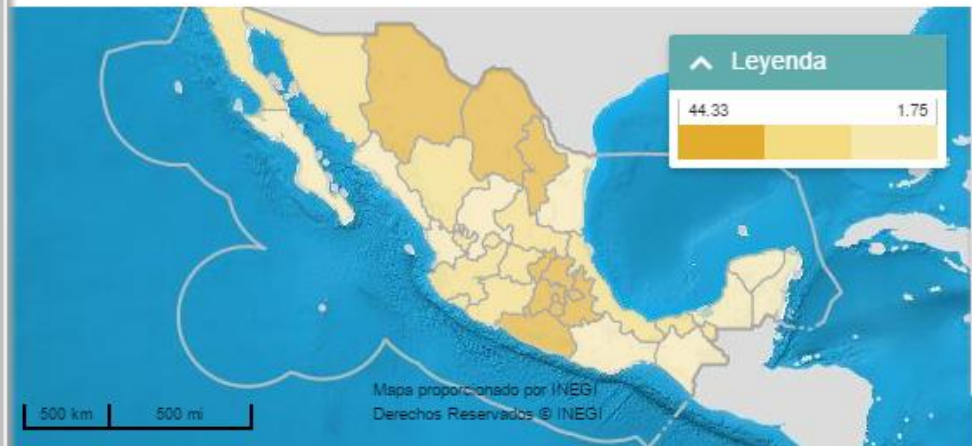 Leyenda
44.33 1.75
Mapa proporcionado por INEGI
Derechos Reservados © INEGI
500 km 500 mi